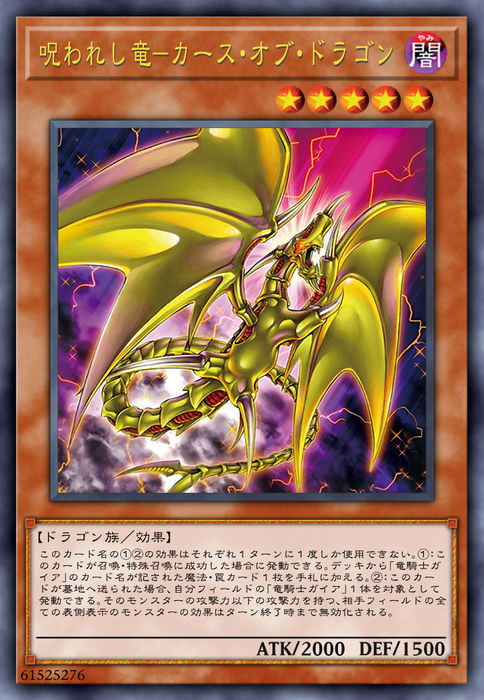 呪われし竜－カース・オブ・ドラゴン
やみ
闇
【ドラゴン族／効果】
このカード名の①②の効果はそれぞれ１ターンに１度しか使用できない。①：こ
のカードが召喚・特殊召喚に成功した場合に発動できる。デッキから「竜騎士ガ
イア」のカード名が記された魔法・罠カード１枚を手札に加える。②：このカー
ドが墓地へ送られた場合、自分フィールドの「竜騎士ガイア」１体を対象として
発動できる。そのモンスターの攻撃力以下の攻撃力を持つ、相手フィールドの全
ての表側表示のモンスターの効果はターン終了時まで無効化される。
ATK/2000 DEF/1500
61525276